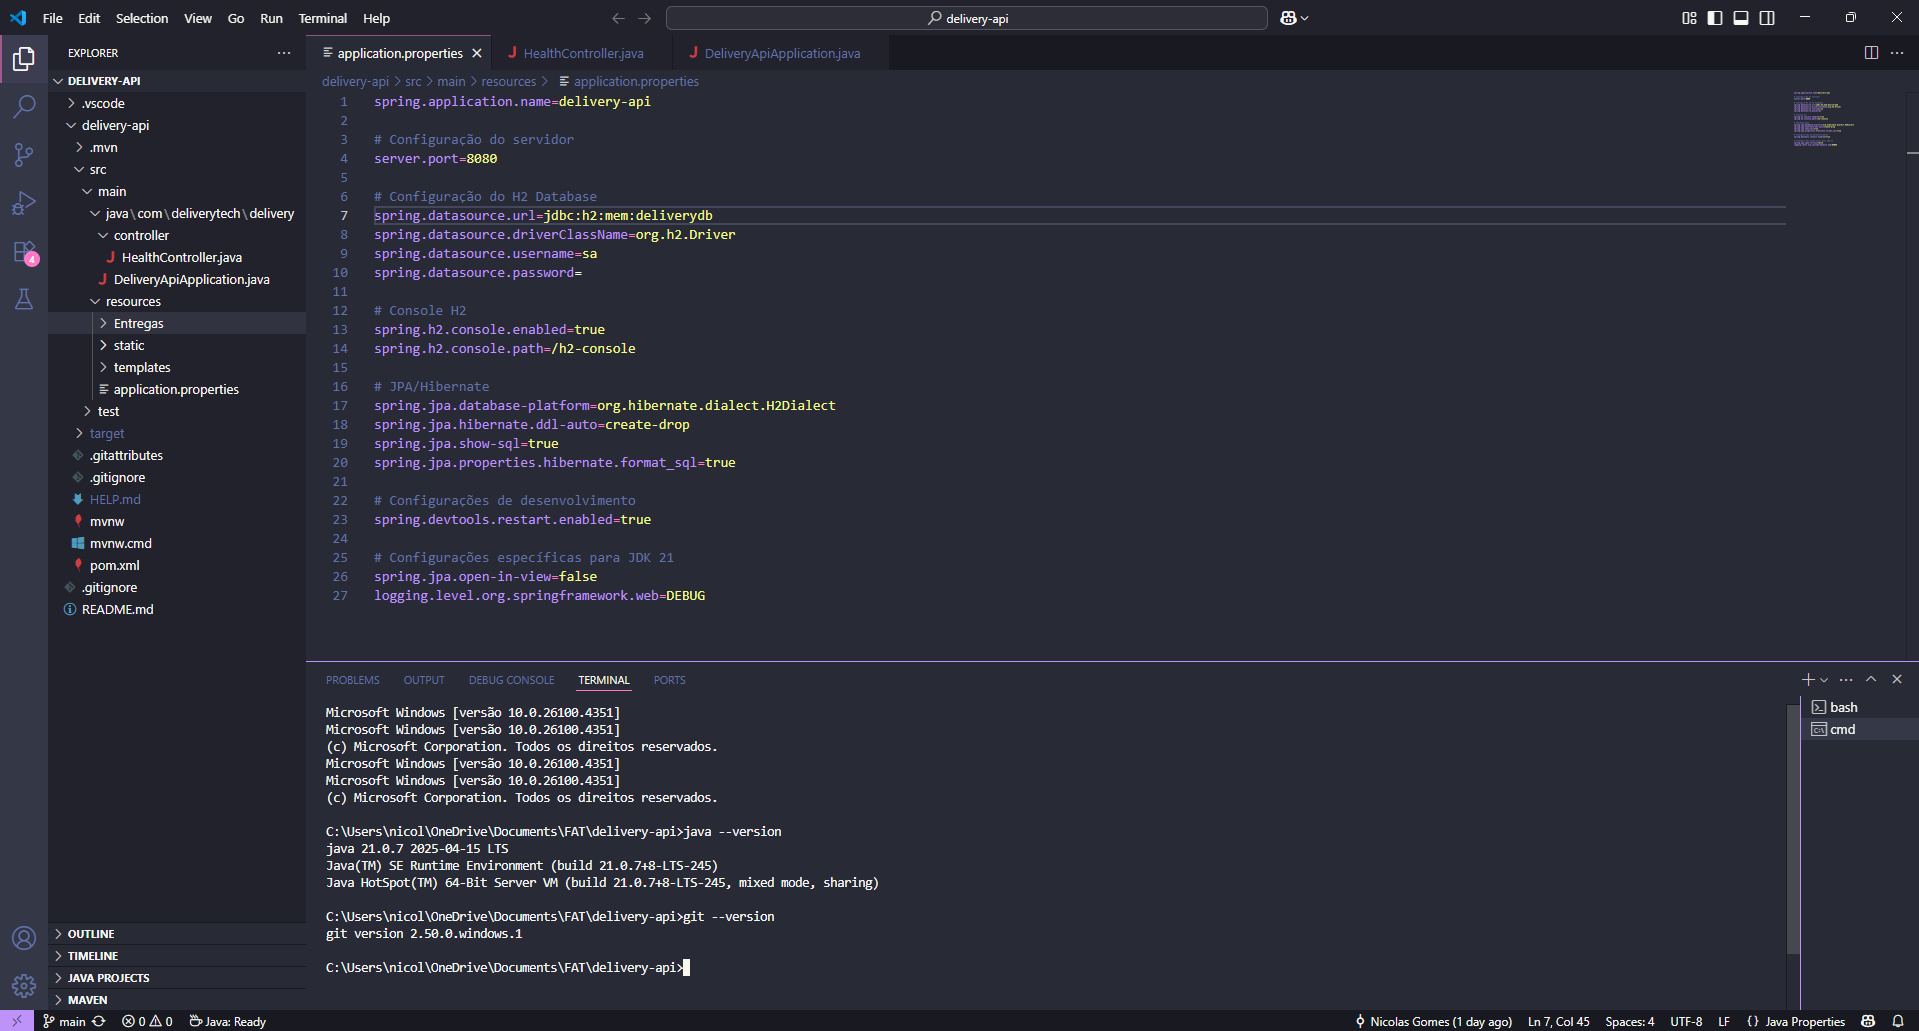 File Edit Selection View Go Run Terminal Help
delivery-api
EXPLORER
DELIVERY-API
.vscode
delivery-api
.mvn
src
main
java\com\deliverytech\delivery
controller
HealthController.java
DeliveryApiApplication.java
resources
Entregas
static
templates
application.properties
test
target
.gitattributes
.gitignore
HELP.md
mvnw
mvnw.cmd
pom.xml
.gitignore
README.md
OUTLINE
TIMELINE
JAVA PROJECTS
MAVEN
4
application.properties HealthController.java DeliveryApiApplication.java
delivery-api > src > main > resources > application.properties
1 spring.application.name=delivery-api
2
3 # Configuração do servidor
4 server.port=8080
5
6 # Configuração do H2 Database
7 spring.datasource.url=jdbc:h2:mem:deliverydb
8 spring.datasource.driverClassName=org.h2.Driver
9 spring.datasource.username=sa
10 spring.datasource.password=
11
12 # Console H2
13 spring.h2.console.enabled=true
14 spring.h2.console.path=/h2-console
15
16 # JPA/Hibernate
17 spring.jpa.database-platform=org.hibernate.dialect.H2Dialect
18 spring.jpa.hibernate.ddl-auto=create-drop
19 spring.jpa.show-sql=true
20 spring.jpa.properties.hibernate.format_sql=true
21
22 # Configurações de desenvolvimento
23 spring.devtools.restart.enabled=true
24
25 # Configurações específicas para JDK 21
26 spring.jpa.open-in-view=false
27 logging.level.org.springframework.web=DEBUG
PROBLEMS OUTPUT DEBUG CONSOLE TERMINAL PORTS
Microsoft Windows [versão 10.0.26100.4351]
Microsoft Windows [versão 10.0.26100.4351]
(c) Microsoft Corporation. Todos os direitos reservados.
Microsoft Windows [versão 10.0.26100.4351]
Microsoft Windows [versão 10.0.26100.4351]
(c) Microsoft Corporation. Todos os direitos reservados.
C:\Users\nicol\OneDrive\Documents\FAT\delivery-api>java --version
java 21.0.7 2025-04-15 LTS
Java(TM) SE Runtime Environment (build 21.0.7+8-LTS-245)
Java HotSpot(TM) 64-Bit Server VM (build 21.0.7+8-LTS-245, mixed mode, sharing)
C:\Users\nicol\OneDrive\Documents\FAT\delivery-api>git --version
git version 2.50.0.windows.1
C:\Users\nicol\OneDrive\Documents\FAT\delivery-api>
bash
cmd
main 0 0 Java: Ready Nicolas Gomes (1 day ago) Ln 7, Col 45 Spaces: 4 UTF-8 LF {} Java Properties